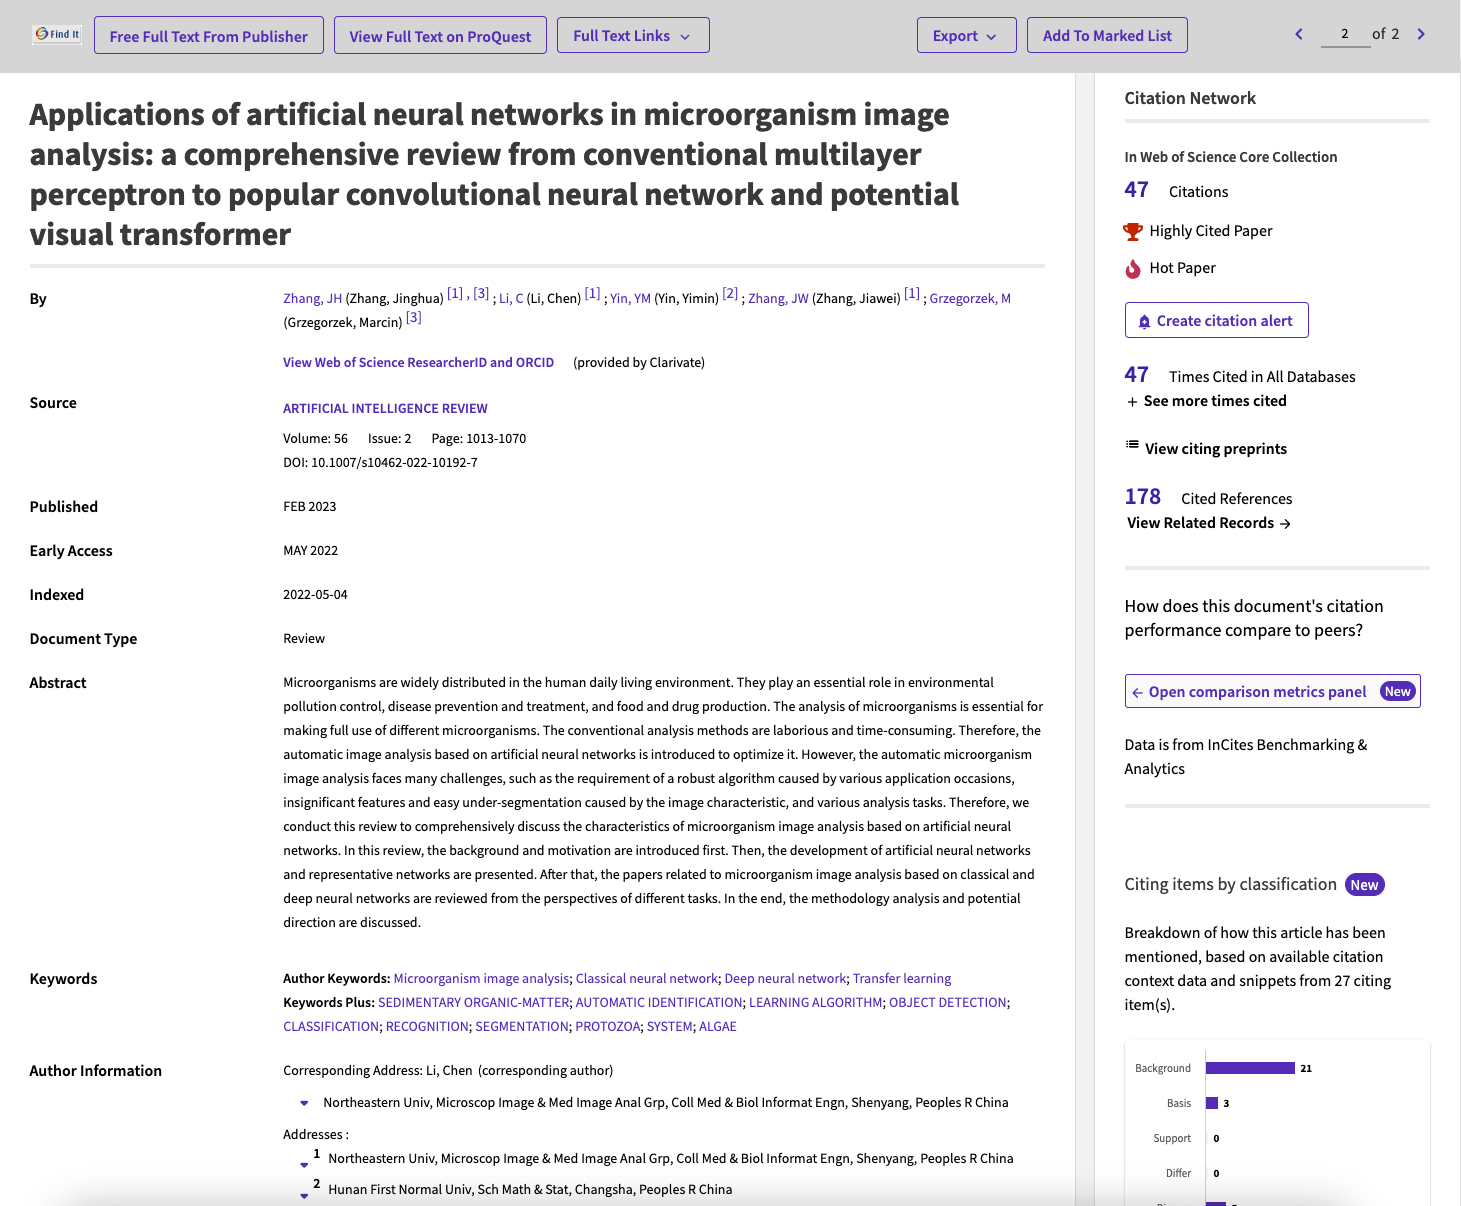 Find It
Free Full Text From Publisher
View Full Text on ProQuest
Full Text Links
Export
Add To Marked List
2 of 2
Applications of artificial neural networks in microorganism image
analysis: a comprehensive review from conventional multilayer
perceptron to popular convolutional neural network and potential
visual transformer
By
Zhang, JH (Zhang, Jinghua) [1] , [3] ; Li, C (Li, Chen) [1] ; Yin, YM (Yin, Yimin) [2] ; Zhang, JW (Zhang, Jiawei) [1] ; Grzegorzek, M
(Grzegorzek, Marcin) [3]
View Web of Science ResearcherID and ORCID (provided by Clarivate)
Source
ARTIFICIAL INTELLIGENCE REVIEW
Volume: 56 Issue: 2 Page: 1013-1070
DOI: 10.1007/s10462-022-10192-7
Published
FEB 2023
Early Access
MAY 2022
Indexed
2022-05-04
Document Type
Review
Abstract
Microorganisms are widely distributed in the human daily living environment. They play an essential role in environmental
pollution control, disease prevention and treatment, and food and drug production. The analysis of microorganisms is essential for
making full use of different microorganisms. The conventional analysis methods are laborious and time-consuming. Therefore, the
automatic image analysis based on artificial neural networks is introduced to optimize it. However, the automatic microorganism
image analysis faces many challenges, such as the requirement of a robust algorithm caused by various application occasions,
insignificant features and easy under-segmentation caused by the image characteristic, and various analysis tasks. Therefore, we
conduct this review to comprehensively discuss the characteristics of microorganism image analysis based on artificial neural
networks. In this review, the background and motivation are introduced first. Then, the development of artificial neural networks
and representative networks are presented. After that, the papers related to microorganism image analysis based on classical and
deep neural networks are reviewed from the perspectives of different tasks. In the end, the methodology analysis and potential
direction are discussed.
Keywords
Author Keywords: Microorganism image analysis; Classical neural network; Deep neural network; Transfer learning
Keywords Plus: SEDIMENTARY ORGANIC-MATTER; AUTOMATIC IDENTIFICATION; LEARNING ALGORITHM; OBJECT DETECTION;
CLASSIFICATION; RECOGNITION; SEGMENTATION; PROTOZOA; SYSTEM; ALGAE
Author Information
Corresponding Address: Li, Chen (corresponding author)
Northeastern Univ, Microscop Image & Med Image Anal Grp, Coll Med & Biol Informat Engn, Shenyang, Peoples R China
Addresses :
1 Northeastern Univ, Microscop Image & Med Image Anal Grp, Coll Med & Biol Informat Engn, Shenyang, Peoples R China
2 Hunan First Normal Univ, Sch Math & Stat, Changsha, Peoples R China
Citation Network
In Web of Science Core Collection
47 Citations
Highly Cited Paper
Hot Paper
Create citation alert
47 Times Cited in All Databases
+ See more times cited
View citing preprints
178 Cited References
View Related Records →
How does this document's citation
performance compare to peers?
← Open comparison metrics panel New
Data is from InCites Benchmarking &
Analytics
Citing items by classification New
Breakdown of how this article has been
mentioned, based on available citation
context data and snippets from 27 citing
item(s).
Background 21
Basis 3
Support 0
Differ 0